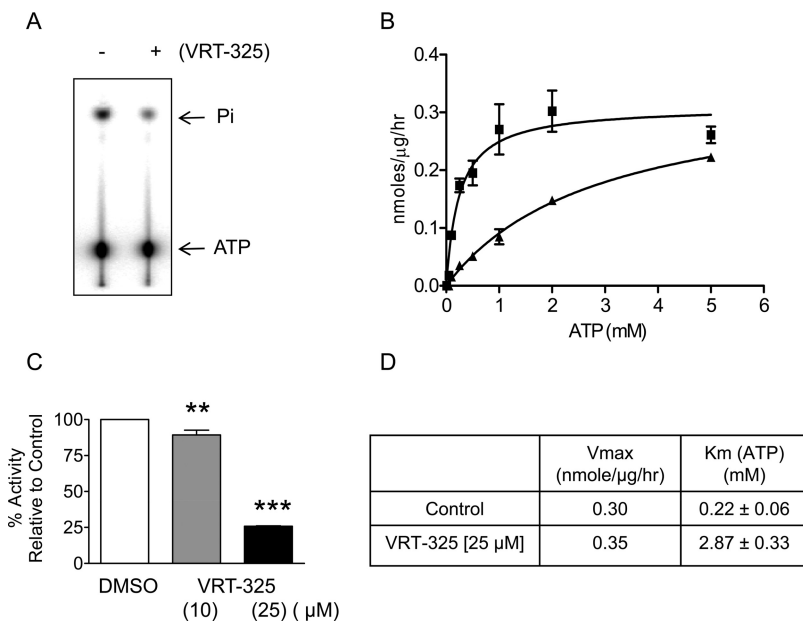 A
- + (VRT-325)
Pi
ATP
B
nmoles/µg/hr
0.4
0.3
0.2
0.1
0.0
0 1 2 3 4 5 6
ATP (mM)
C
% Activity
Relative to Control
100
75
50
25
0
**
***
DMSO VRT-325
(10) (25) ( µM)
D
Vmax
(nmole/µg/hr)
Km (ATP)
(mM)
Control 0.30 0.22 ± 0.06
VRT-325 [25 µM] 0.35 2.87 ± 0.33